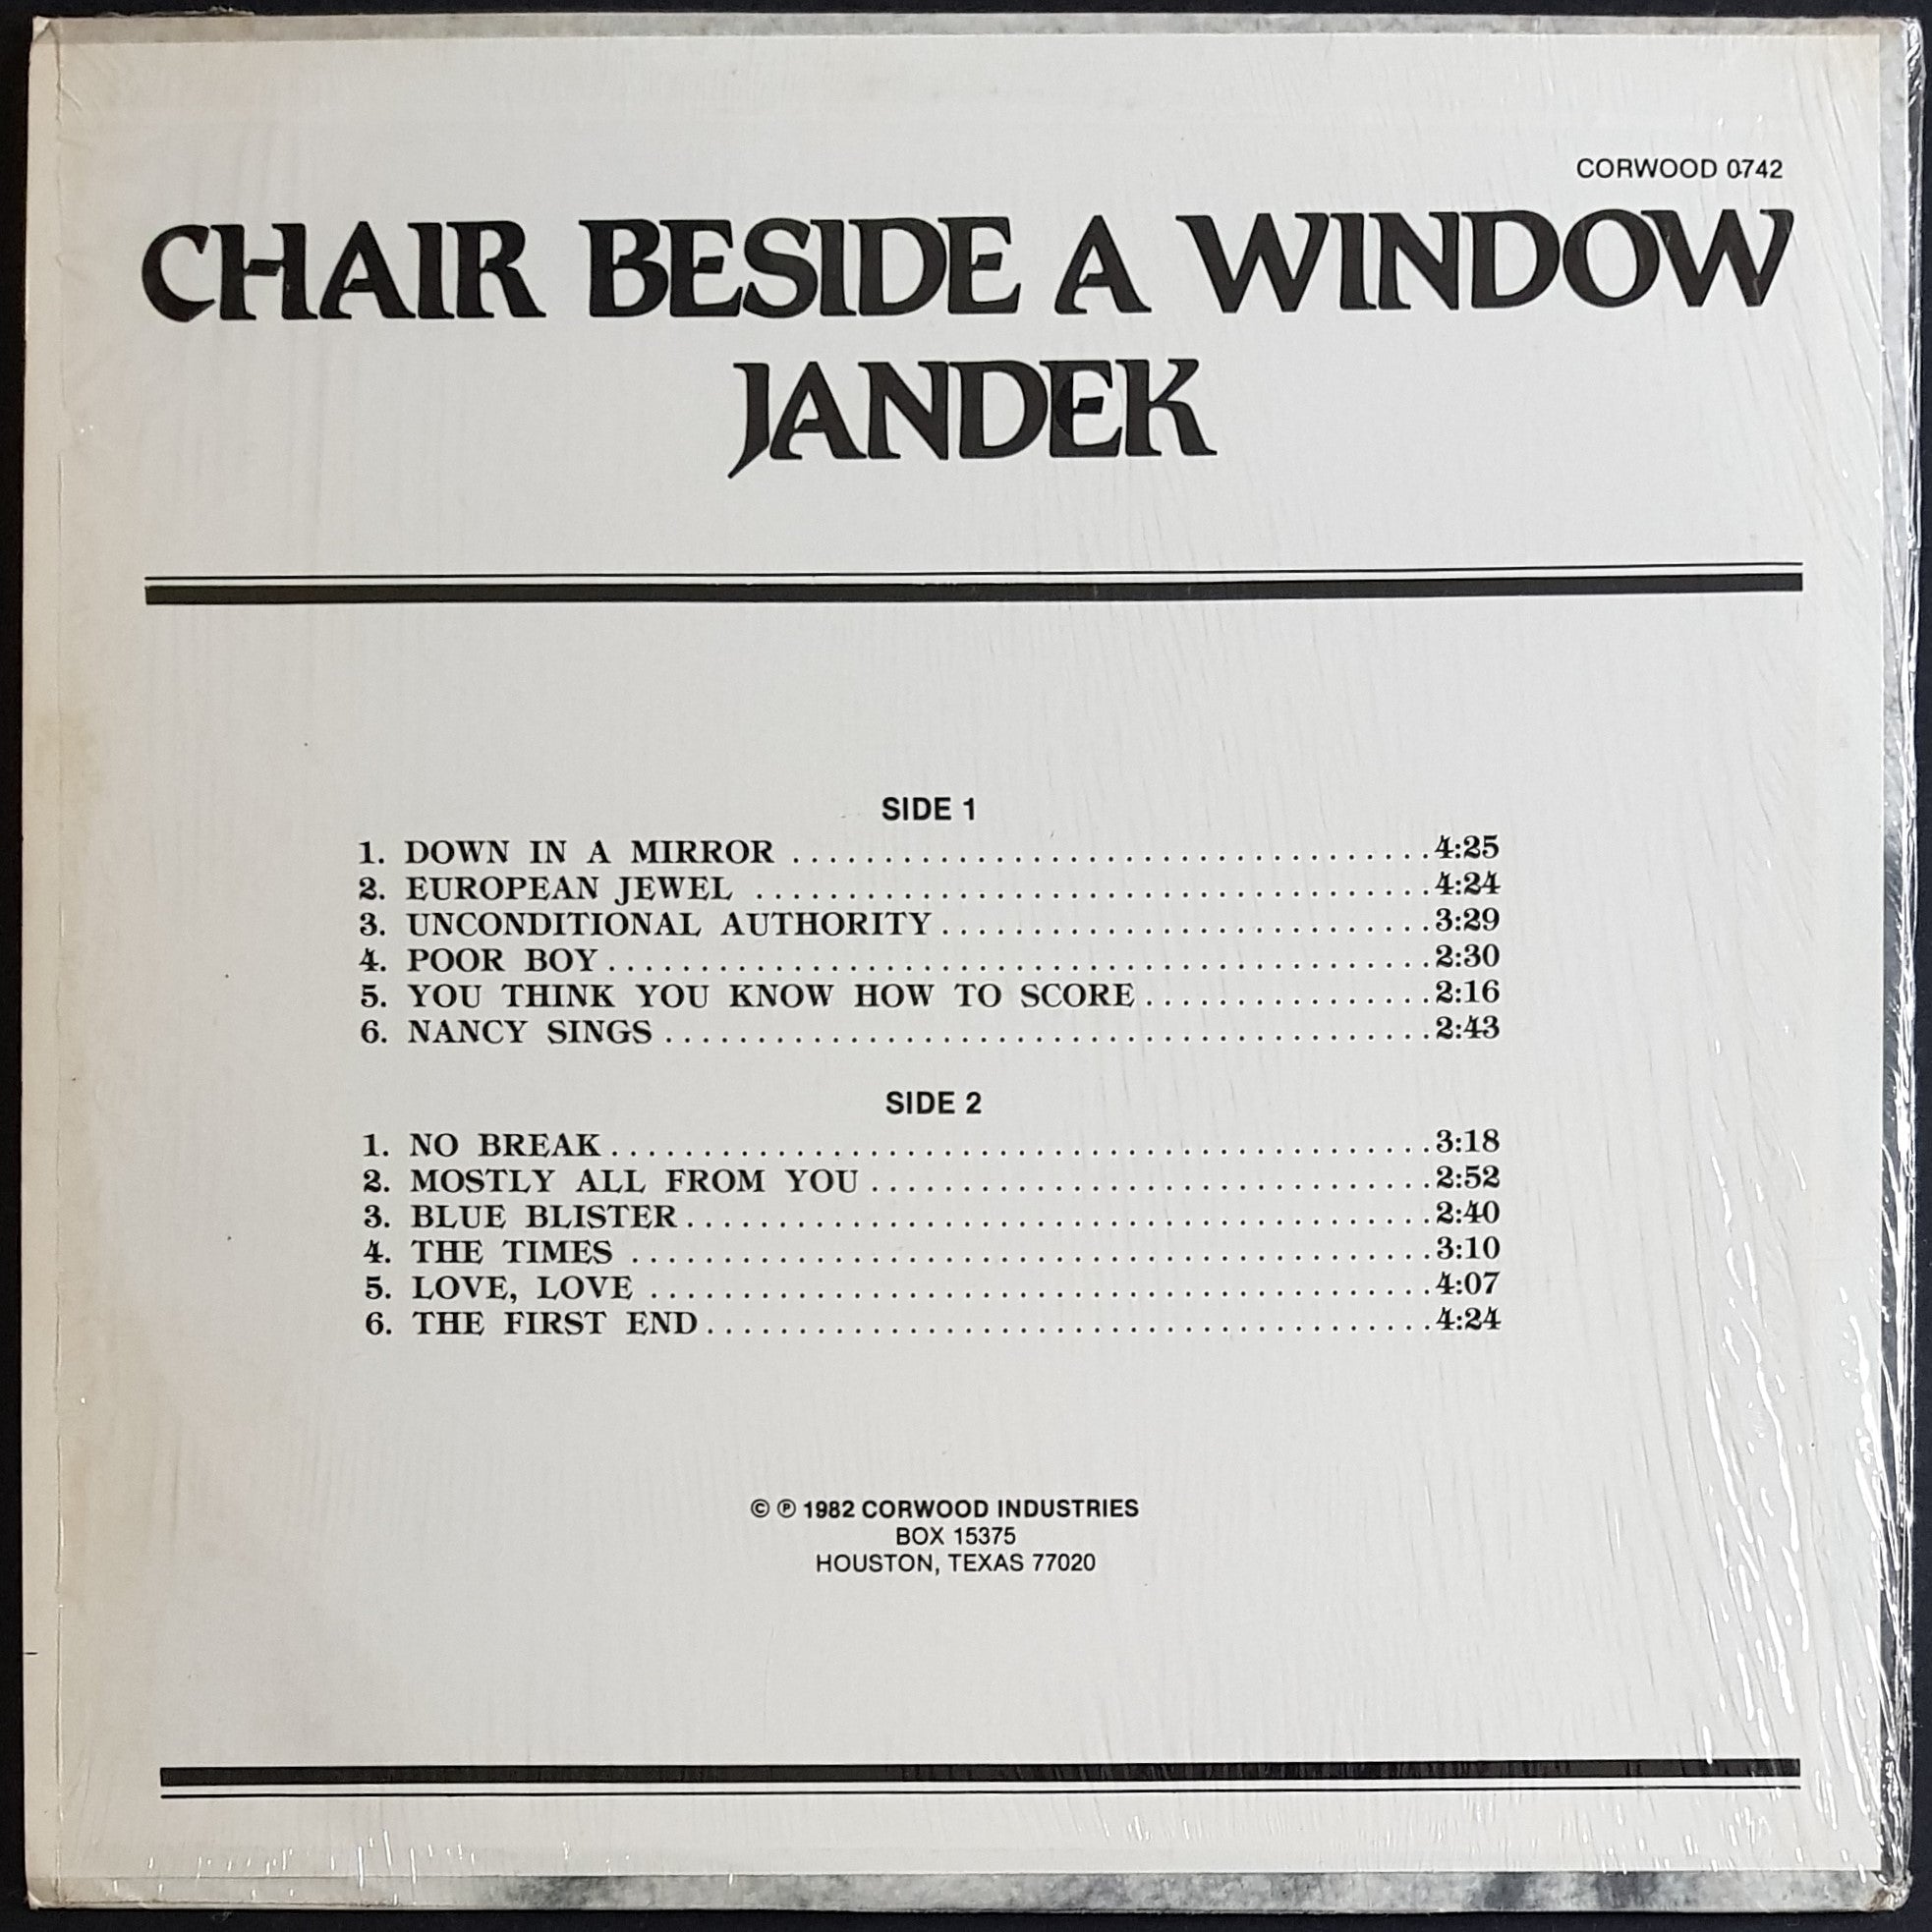 CORWOOD 0742
CHAIR BESIDE A WINDOW
JANDEK
SIDE 1
1. DOWN IN A MIRROR ................................... 4:25
2. EUROPEAN JEWEL ..................................... 4:24
3. UNCONDITIONAL AUTHORITY ........................... 3:29
4. POOR BOY ............................................. 2:30
5. YOU THINK YOU KNOW HOW TO SCORE ................ 2:16
6. NANCY SINGS .......................................... 2:43
SIDE 2
1. NO BREAK ............................................. 3:18
2. MOSTLY ALL FROM YOU ............................... 2:52
3. BLUE BLISTER ......................................... 2:40
4. THE TIMES ............................................ 3:10
5. LOVE, LOVE ........................................... 4:07
6. THE FIRST END ........................................ 4:24
© ℗ 1982 CORWOOD INDUSTRIES
BOX 15375
HOUSTON, TEXAS 77020